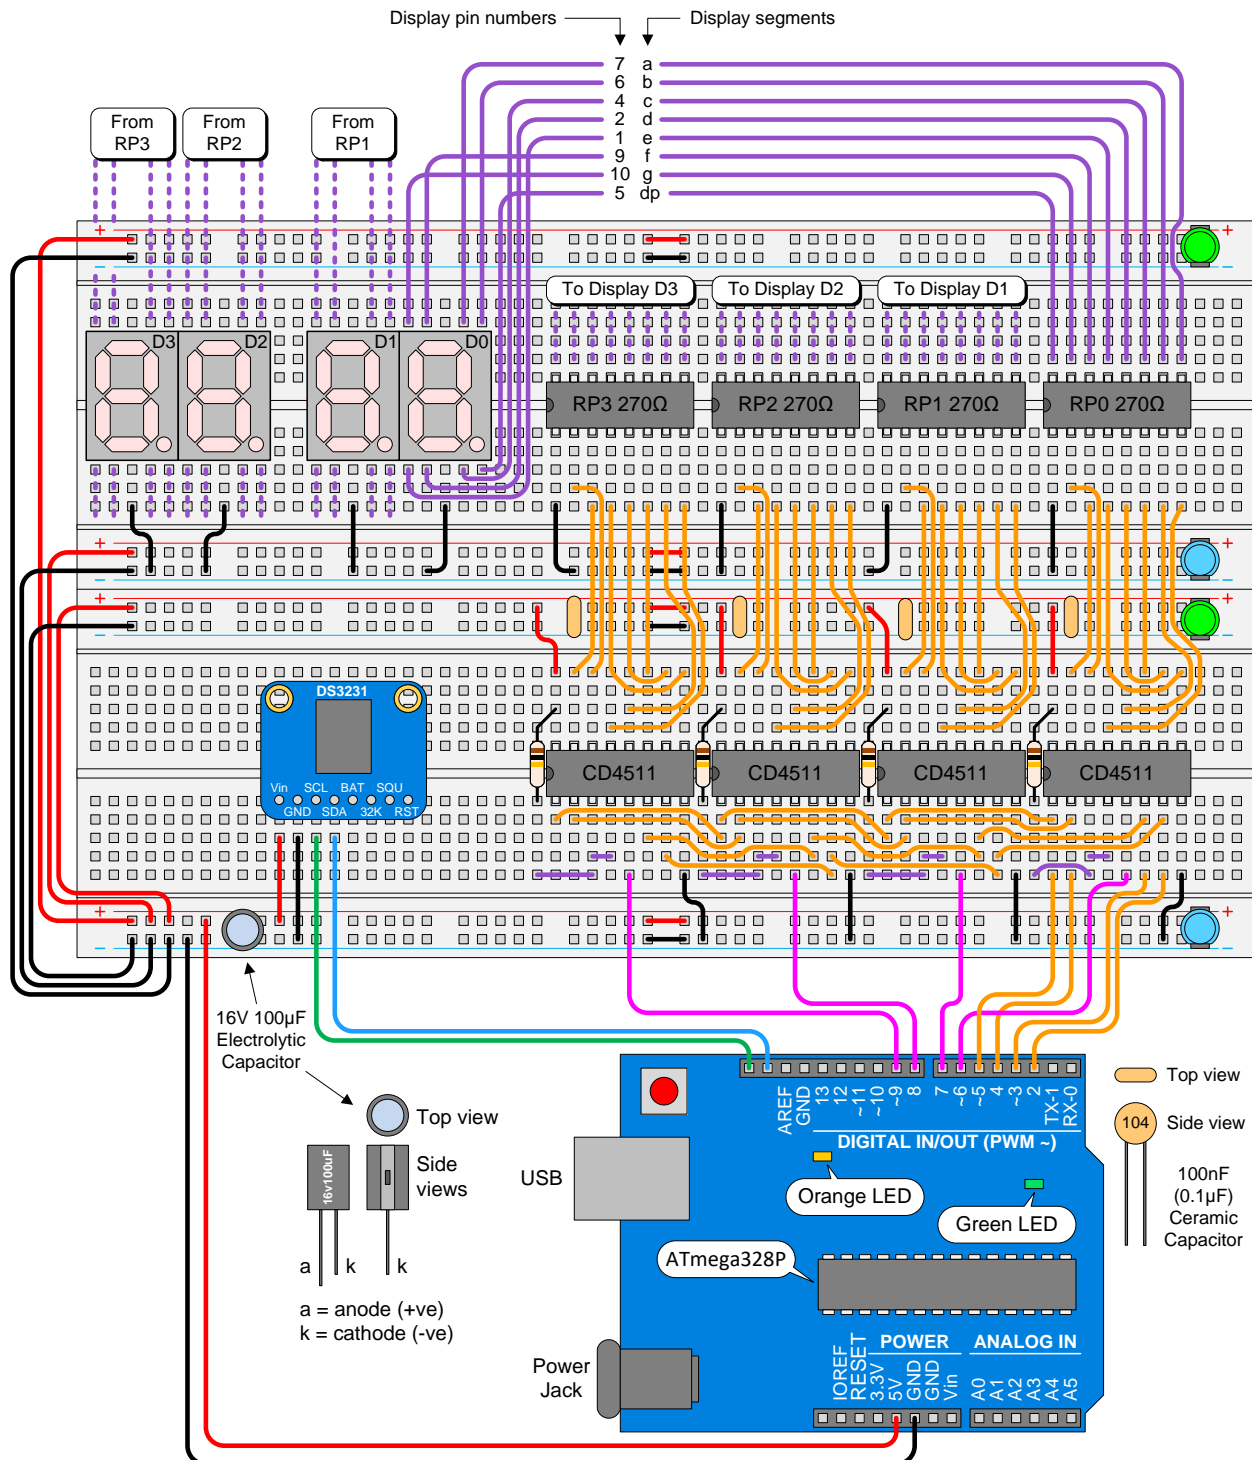 Display pin numbers
Display segments
7 a
6 b
4 c
2 d
1 e
9 f
10 g
5 dp
From
RP3
From
RP2
From
RP1
+ +
− −
To Display D3
To Display D2
To Display D1
D3
D2
D1
D0
RP3 270Ω
RP2 270Ω
RP1 270Ω
RP0 270Ω
+ +
− −
+ +
− −
DS3231
Vin SCL BAT SQU
GND SDA 32K RST
CD4511
CD4511
CD4511
CD4511
+ +
− −
16V 100µF
Electrolytic
Capacitor
Top view
16v100uF
Side
views
a k k
a = anode (+ve)
k = cathode (-ve)
AREF
GND
13
12
~11
~10
~9
8
7
~6
~5
4
~3
2
TX-1
RX-0
DIGITAL IN/OUT (PWM ~)
USB
Orange LED
Green LED
ATmega328P
Power
Jack
POWER
ANALOG IN
IOREF
RESET
3.3V
5V
GND
GND
Vin
A0
A1
A2
A3
A4
A5
Top view
104
Side view
100nF
(0.1µF)
Ceramic
Capacitor